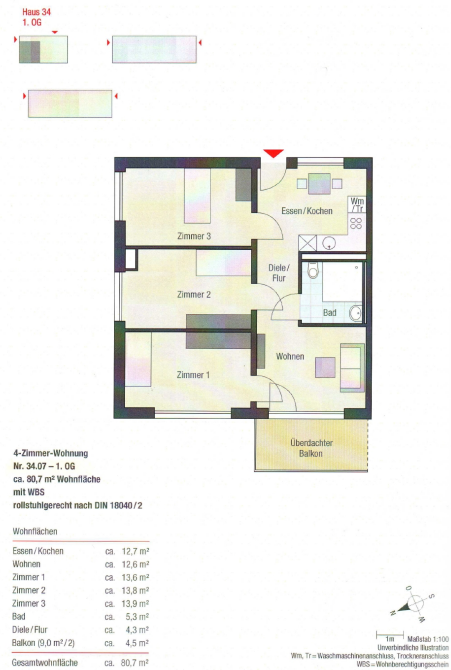 Haus 34
1. OG
Essen/Kochen
Wm
/Tr
Zimmer 3
Diele/
Flur
Zimmer 2
Bad
Wohnen
Zimmer 1
Überdachter
Balkon
4-Zimmer-Wohnung
Nr. 34.07 – 1. OG
ca. 80,7 m² Wohnfläche
mit WBS
rollstuhlgerecht nach DIN 18040/2
Wohnflächen
Essen/Kochen ca. 12,7 m²
Wohnen ca. 12,6 m²
Zimmer 1 ca. 13,6 m²
Zimmer 2 ca. 13,8 m²
Zimmer 3 ca. 13,9 m²
Bad ca. 5,3 m²
Diele/Flur ca. 4,3 m²
Balkon (9,0 m²/2) ca. 4,5 m²
Gesamtwohnfläche ca. 80,7 m²
O S
N W
1m Maßstab 1:100
Unverbindliche Illustration
Wm, Tr = Waschmaschinenanschluss, Trockneranschluss
WBS = Wohnberechtigungsschein